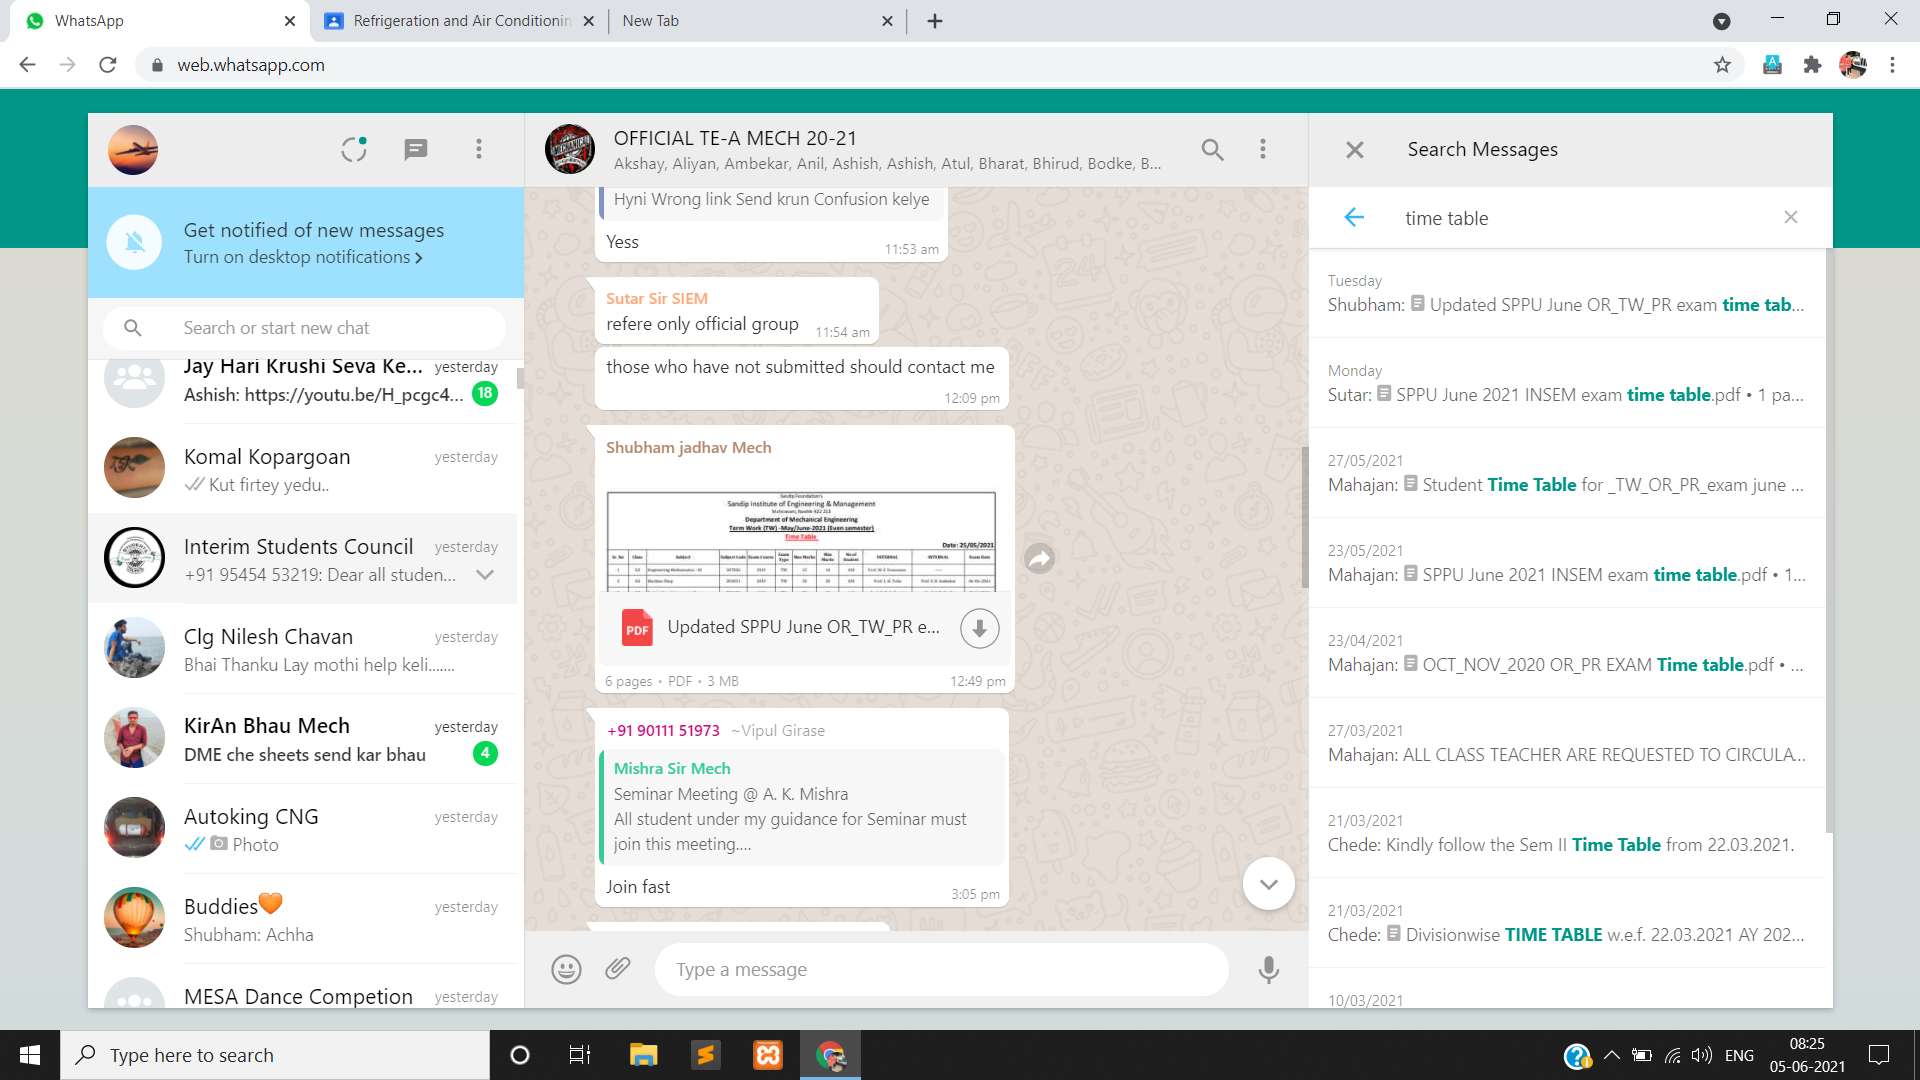 WhatsApp
Refrigeration and Air Conditionin
New Tab
web.whatsapp.com
Get notified of new messages
Turn on desktop notifications
Search or start new chat
Jay Hari Krushi Seva Ke... yesterday
Ashish: https://youtu.be/H_pcgc4... 18
Komal Kopargoan yesterday
Kut firtey yedu..
Interim Students Council yesterday
+91 95454 53219: Dear all studen...
Clg Nilesh Chavan yesterday
Bhai Thanku Lay mothi help keli.......
KirAn Bhau Mech yesterday
DME che sheets send kar bhau 4
Autoking CNG yesterday
Photo
Buddies🧡 yesterday
Shubham: Achha
MESA Dance Competion yesterday
OFFICIAL TE-A MECH 20-21
Akshay, Aliyan, Ambekar, Anil, Ashish, Ashish, Atul, Bharat, Bhirud, Bodke, B...
Hyni Wrong link Send krun Confusion kelye
Yess
11:53 am
Sutar Sir SIEM
refere only official group 11:54 am
those who have not submitted should contact me
12:09 pm
Shubham jadhav Mech
Sandip Foundation's
Sandip Institute of Engineering & Management
Department of Mechanical Engineering
Term Work (TW) -May/June-2021 (Even semester)
Time Table
Date: 25/05/2021
PDF Updated SPPU June OR_TW_PR e...
6 pages • PDF • 3 MB 12:49 pm
+91 90111 51973 ~Vipul Girase
Mishra Sir Mech
Seminar Meeting @ A. K. Mishra
All student under my guidance for Seminar must
join this meeting....
Join fast
3:05 pm
Type a message
Search Messages
time table
Tuesday
Shubham: Updated SPPU June OR_TW_PR exam time tab...
Monday
Sutar: SPPU June 2021 INSEM exam time table.pdf • 1 pa...
27/05/2021
Mahajan: Student Time Table for _TW_OR_PR_exam june ...
23/05/2021
Mahajan: SPPU June 2021 INSEM exam time table.pdf • 1...
23/04/2021
Mahajan: OCT_NOV_2020 OR_PR EXAM Time table.pdf • ...
27/03/2021
Mahajan: ALL CLASS TEACHER ARE REQUESTED TO CIRCULA...
21/03/2021
Chede: Kindly follow the Sem II Time Table from 22.03.2021.
21/03/2021
Chede: Divisionwise TIME TABLE w.e.f. 22.03.2021 AY 202...
10/03/2021
Type here to search
ENG
08:25
05-06-2021